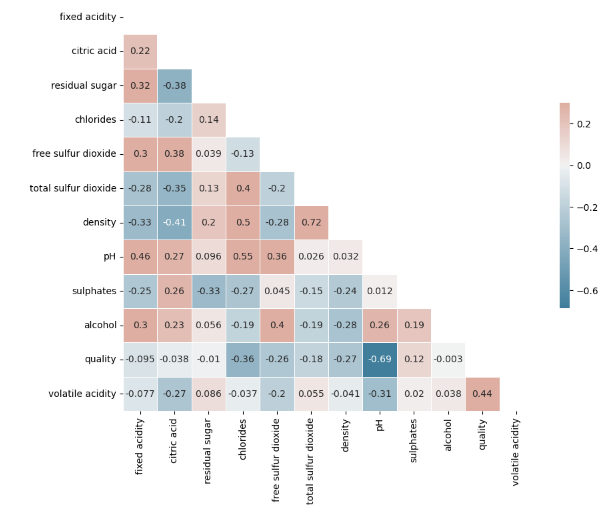 fixed acidity
citric acid 0.22
residual sugar 0.32 -0.38
chlorides -0.11 -0.2 0.14
free sulfur dioxide 0.3 0.38 0.039 -0.13
total sulfur dioxide -0.28 -0.35 0.13 0.4 -0.2
density -0.33 -0.41 0.2 0.5 -0.28 0.72
pH 0.46 0.27 0.096 0.55 0.36 0.026 0.032
sulphates -0.25 0.26 -0.33 -0.27 0.045 -0.15 -0.24 0.012
alcohol 0.3 0.23 0.056 -0.19 0.4 -0.19 -0.28 0.26 0.19
quality -0.095 -0.038 -0.01 -0.36 -0.26 -0.18 -0.27 -0.69 0.12 -0.003
volatile acidity -0.077 -0.27 0.086 -0.037 -0.2 0.055 -0.041 -0.31 0.02 0.038 0.44
fixed acidity
citric acid
residual sugar
chlorides
free sulfur dioxide
total sulfur dioxide
density
pH
sulphates
alcohol
quality
volatile acidity
0.2
0.0
−0.2
−0.4
−0.6